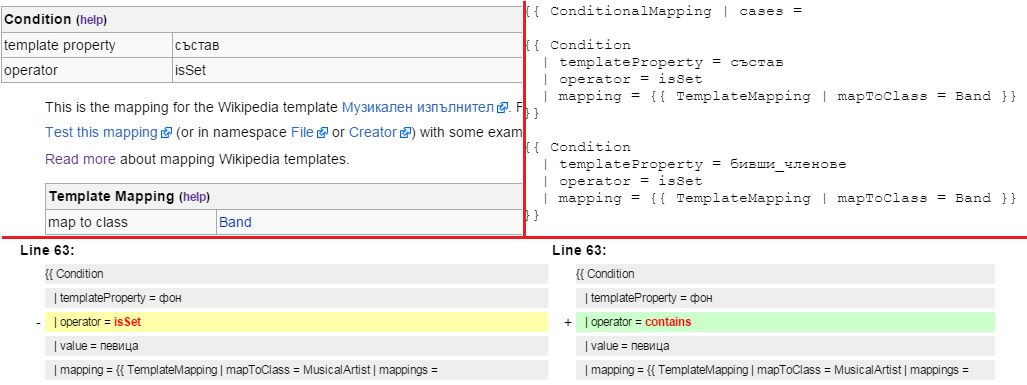 Condition (help)
template property състав
operator isSet
This is the mapping for the Wikipedia template Музикален изпълнител . F
Test this mapping (or in namespace File or Creator) with some exam
Read more about mapping Wikipedia templates.
Template Mapping (help)
map to class Band
{{ ConditionalMapping | cases =
{{ Condition
| templateProperty = състав
| operator = isSet
| mapping = {{ TemplateMapping | mapToClass = Band }}
}}
{{ Condition
| templateProperty = бивши_членове
| operator = isSet
| mapping = {{ TemplateMapping | mapToClass = Band }}
}}
Line 63:
{{ Condition
| templateProperty = фон
- | operator = isSet
| value = певица
| mapping = {{ TemplateMapping | mapToClass = MusicalArtist | mappings =
Line 63:
{{ Condition
| templateProperty = фон
+ | operator = contains
| value = певица
| mapping = {{ TemplateMapping | mapToClass = MusicalArtist | mappings =